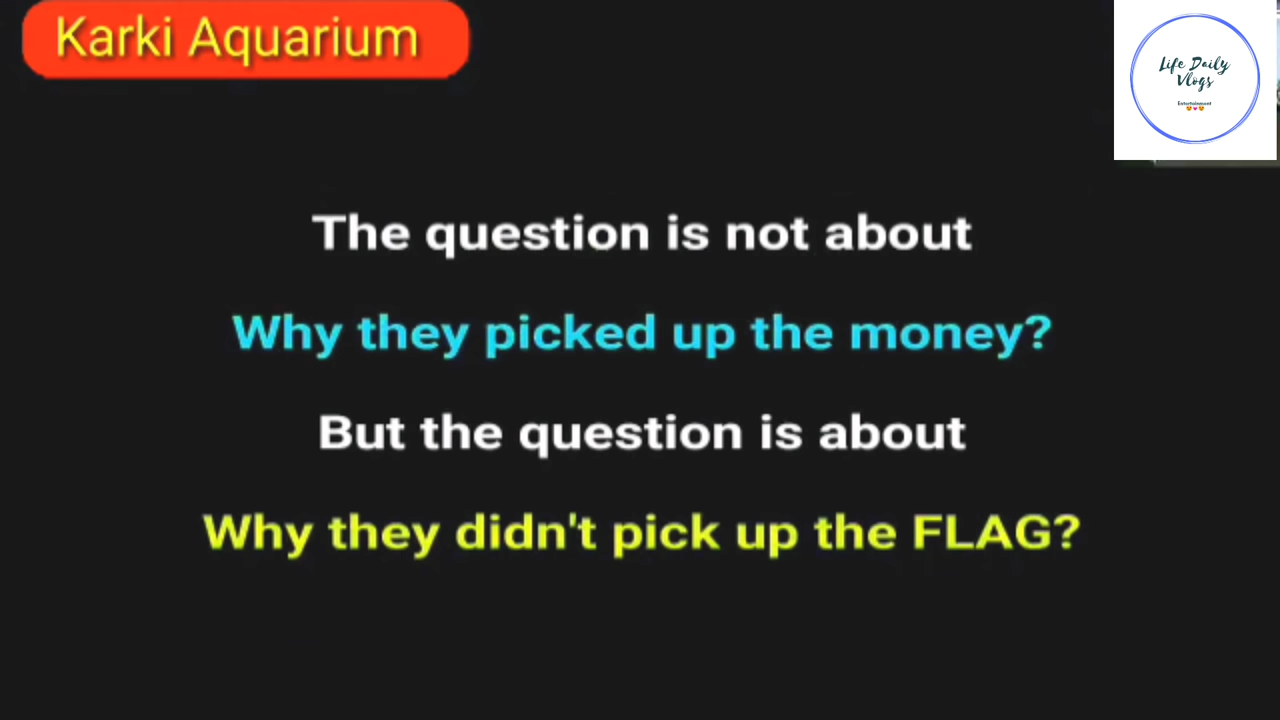 Karki Aquarium
Life Daily
Vlogs
Entertainment
The question is not about
Why they picked up the money?
But the question is about
Why they didn't pick up the FLAG?